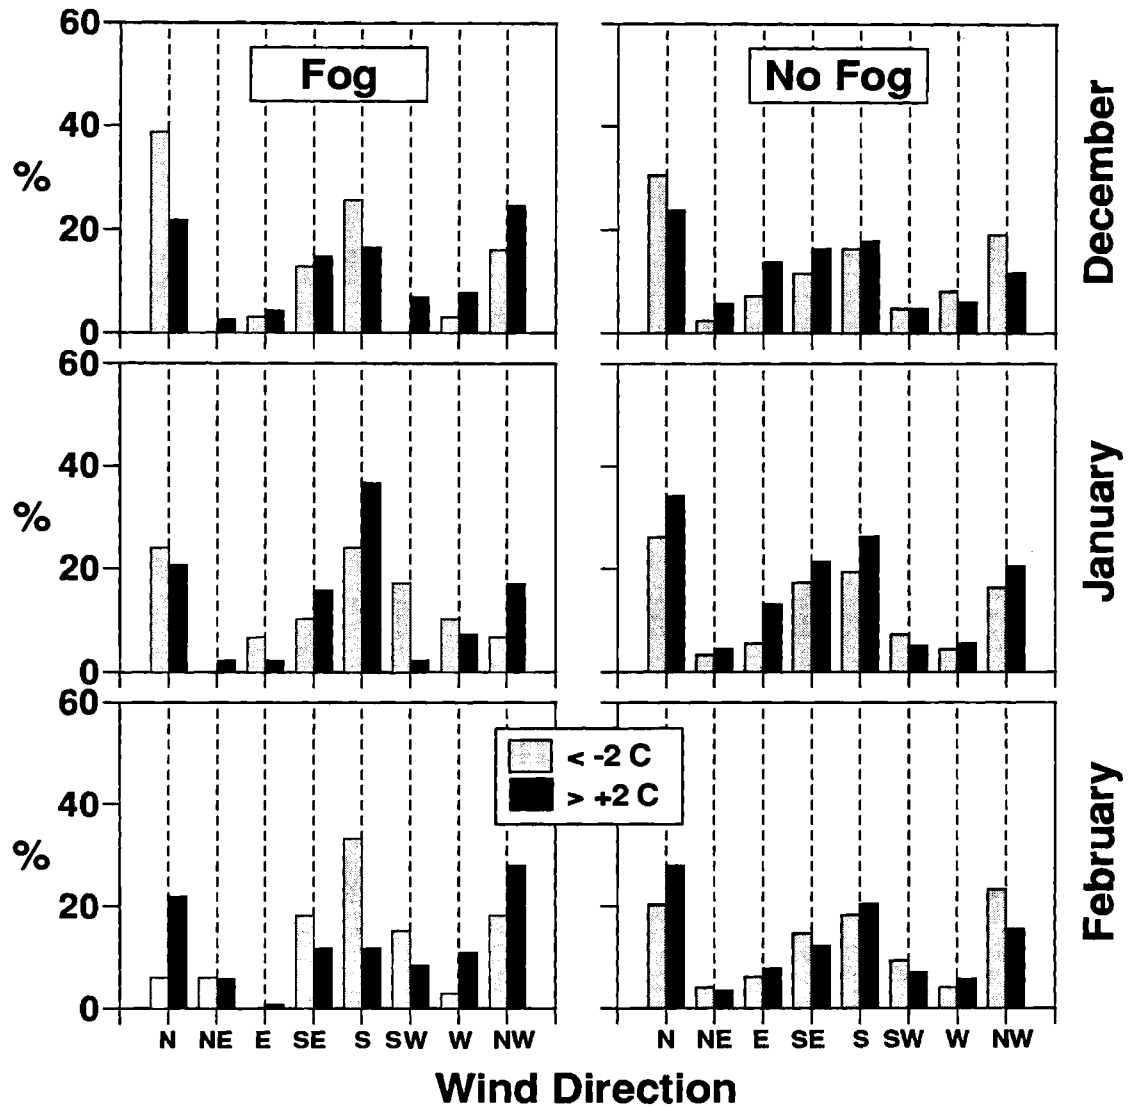 60
40
%
20
0
Fog
No Fog
December
60
40
%
20
0
January
60
40
%
20
0
< -2 C
> +2 C
February
N NE E SE S SW W NW
N NE E SE S SW W NW
Wind Direction